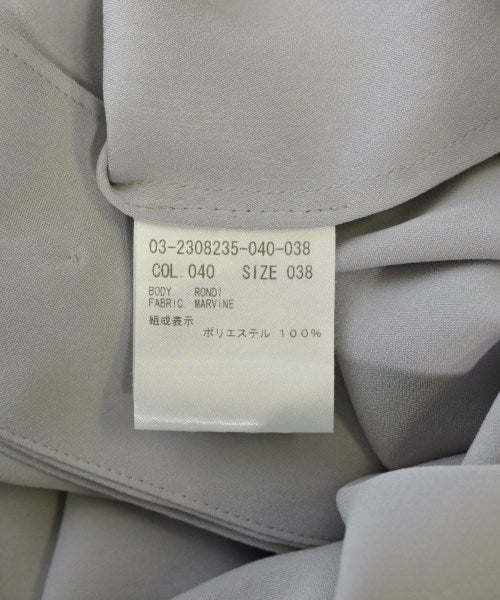 03-2308235-040-038
COL.040 SIZE 038
BODY. RONDI
FABRIC. MARVINE
組成表示
ポリエステル 100%